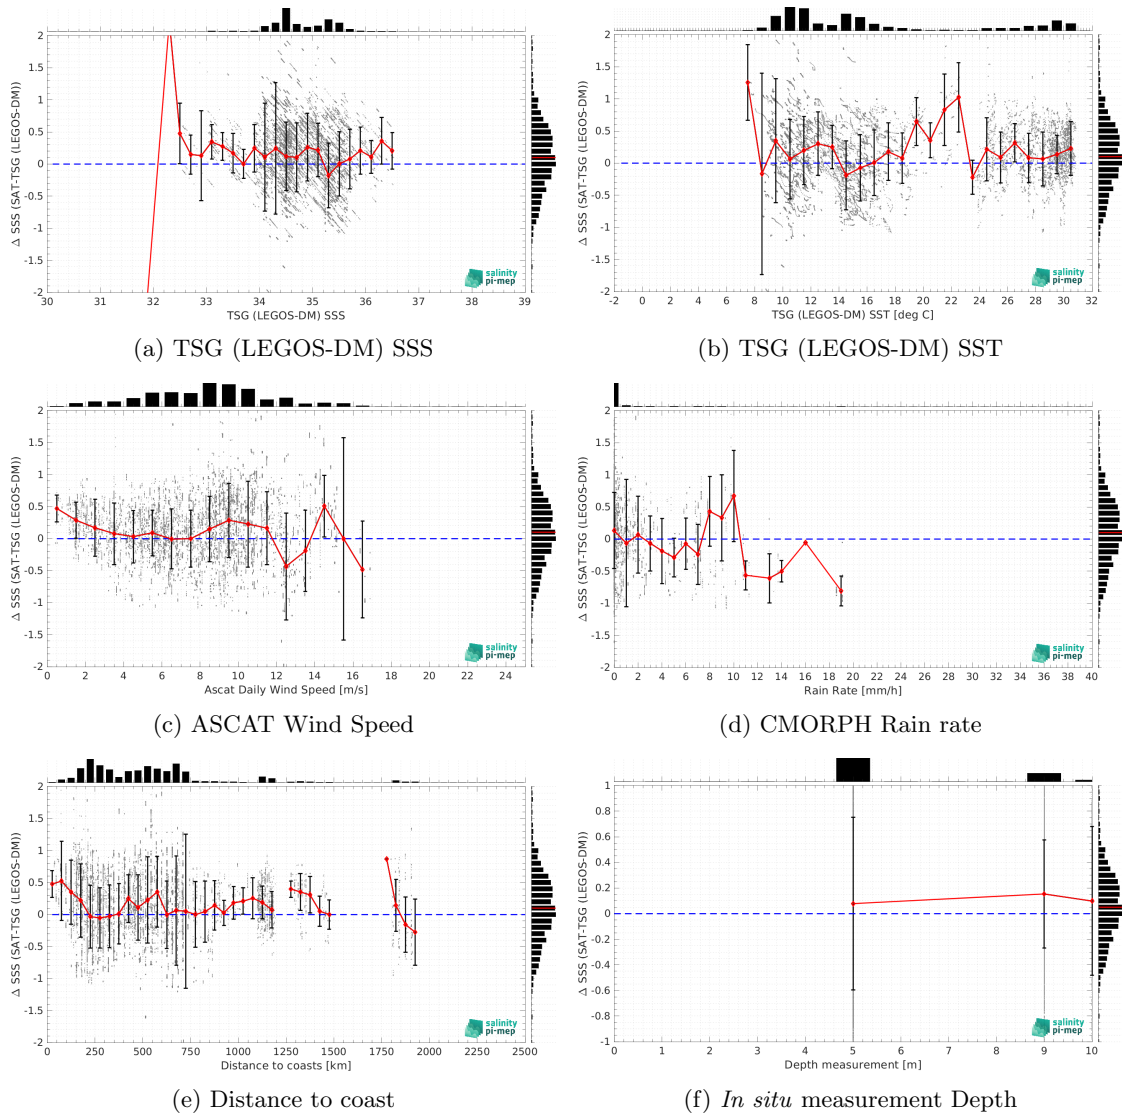 2
1.5
1
0.5
0
-0.5
-1
-1.5
-2
Δ SSS (SAT-TSG (LEGOS-DM))
30 31 32 33 34 35 36 37 38 39
TSG (LEGOS-DM) SSS
salinity
pi-mep
(a) TSG (LEGOS-DM) SSS
2
1.5
1
0.5
0
-0.5
-1
-1.5
-2
Δ SSS (SAT-TSG (LEGOS-DM))
-2 0 2 4 6 8 10 12 14 16 18 20 22 24 26 28 30 32
TSG (LEGOS-DM) SST [deg C]
salinity
pi-mep
(b) TSG (LEGOS-DM) SST
2
1.5
1
0.5
0
-0.5
-1
-1.5
-2
Δ SSS (SAT-TSG (LEGOS-DM))
0 2 4 6 8 10 12 14 16 18 20 22 24
Ascat Daily Wind Speed [m/s]
salinity
pi-mep
(c) ASCAT Wind Speed
2
1.5
1
0.5
0
-0.5
-1
-1.5
-2
Δ SSS (SAT-TSG (LEGOS-DM))
0 2 4 6 8 10 12 14 16 18 20 22 24 26 28 30 32 34 36 38 40
Rain Rate [mm/h]
salinity
pi-mep
(d) CMORPH Rain rate
2
1.5
1
0.5
0
-0.5
-1
-1.5
-2
Δ SSS (SAT-TSG (LEGOS-DM))
0 250 500 750 1000 1250 1500 1750 2000 2250 2500
Distance to coasts [km]
salinity
pi-mep
(e) Distance to coast
1
0.8
0.6
0.4
0.2
0
-0.2
-0.4
-0.6
-0.8
-1
Δ SSS (SAT-TSG (LEGOS-DM))
0 1 2 3 4 5 6 7 8 9 10
Depth measurement [m]
salinity
pi-mep
(f) In situ measurement Depth